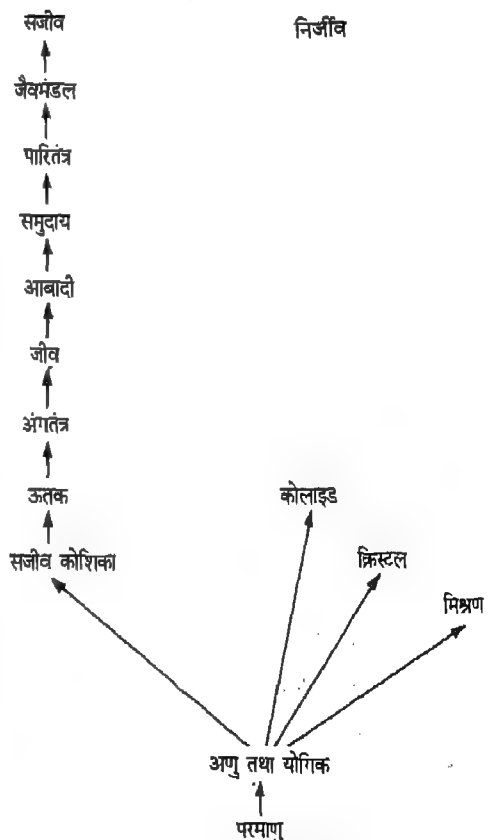 सजीव
निर्जीव
जैवमंडल
पारितंत्र
समुदाय
आबादी
जीव
अंगतंत्र
ऊतक
कोलाइड
सजीव कोशिका
क्रिस्टल
मिश्रण
अणु तथा योगिक
परमाणु